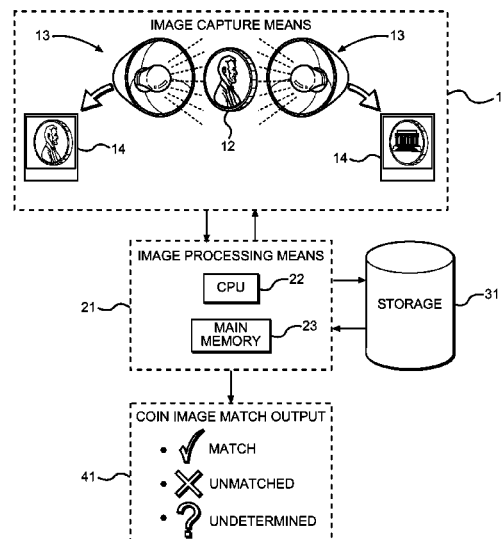 IMAGE CAPTURE MEANS
13
13
1
14
12
14
IMAGE PROCESSING MEANS
21
CPU
22
MAIN MEMORY
23
STORAGE
31
COIN IMAGE MATCH OUTPUT
41
• MATCH
• UNMATCHED
• UNDETERMINED